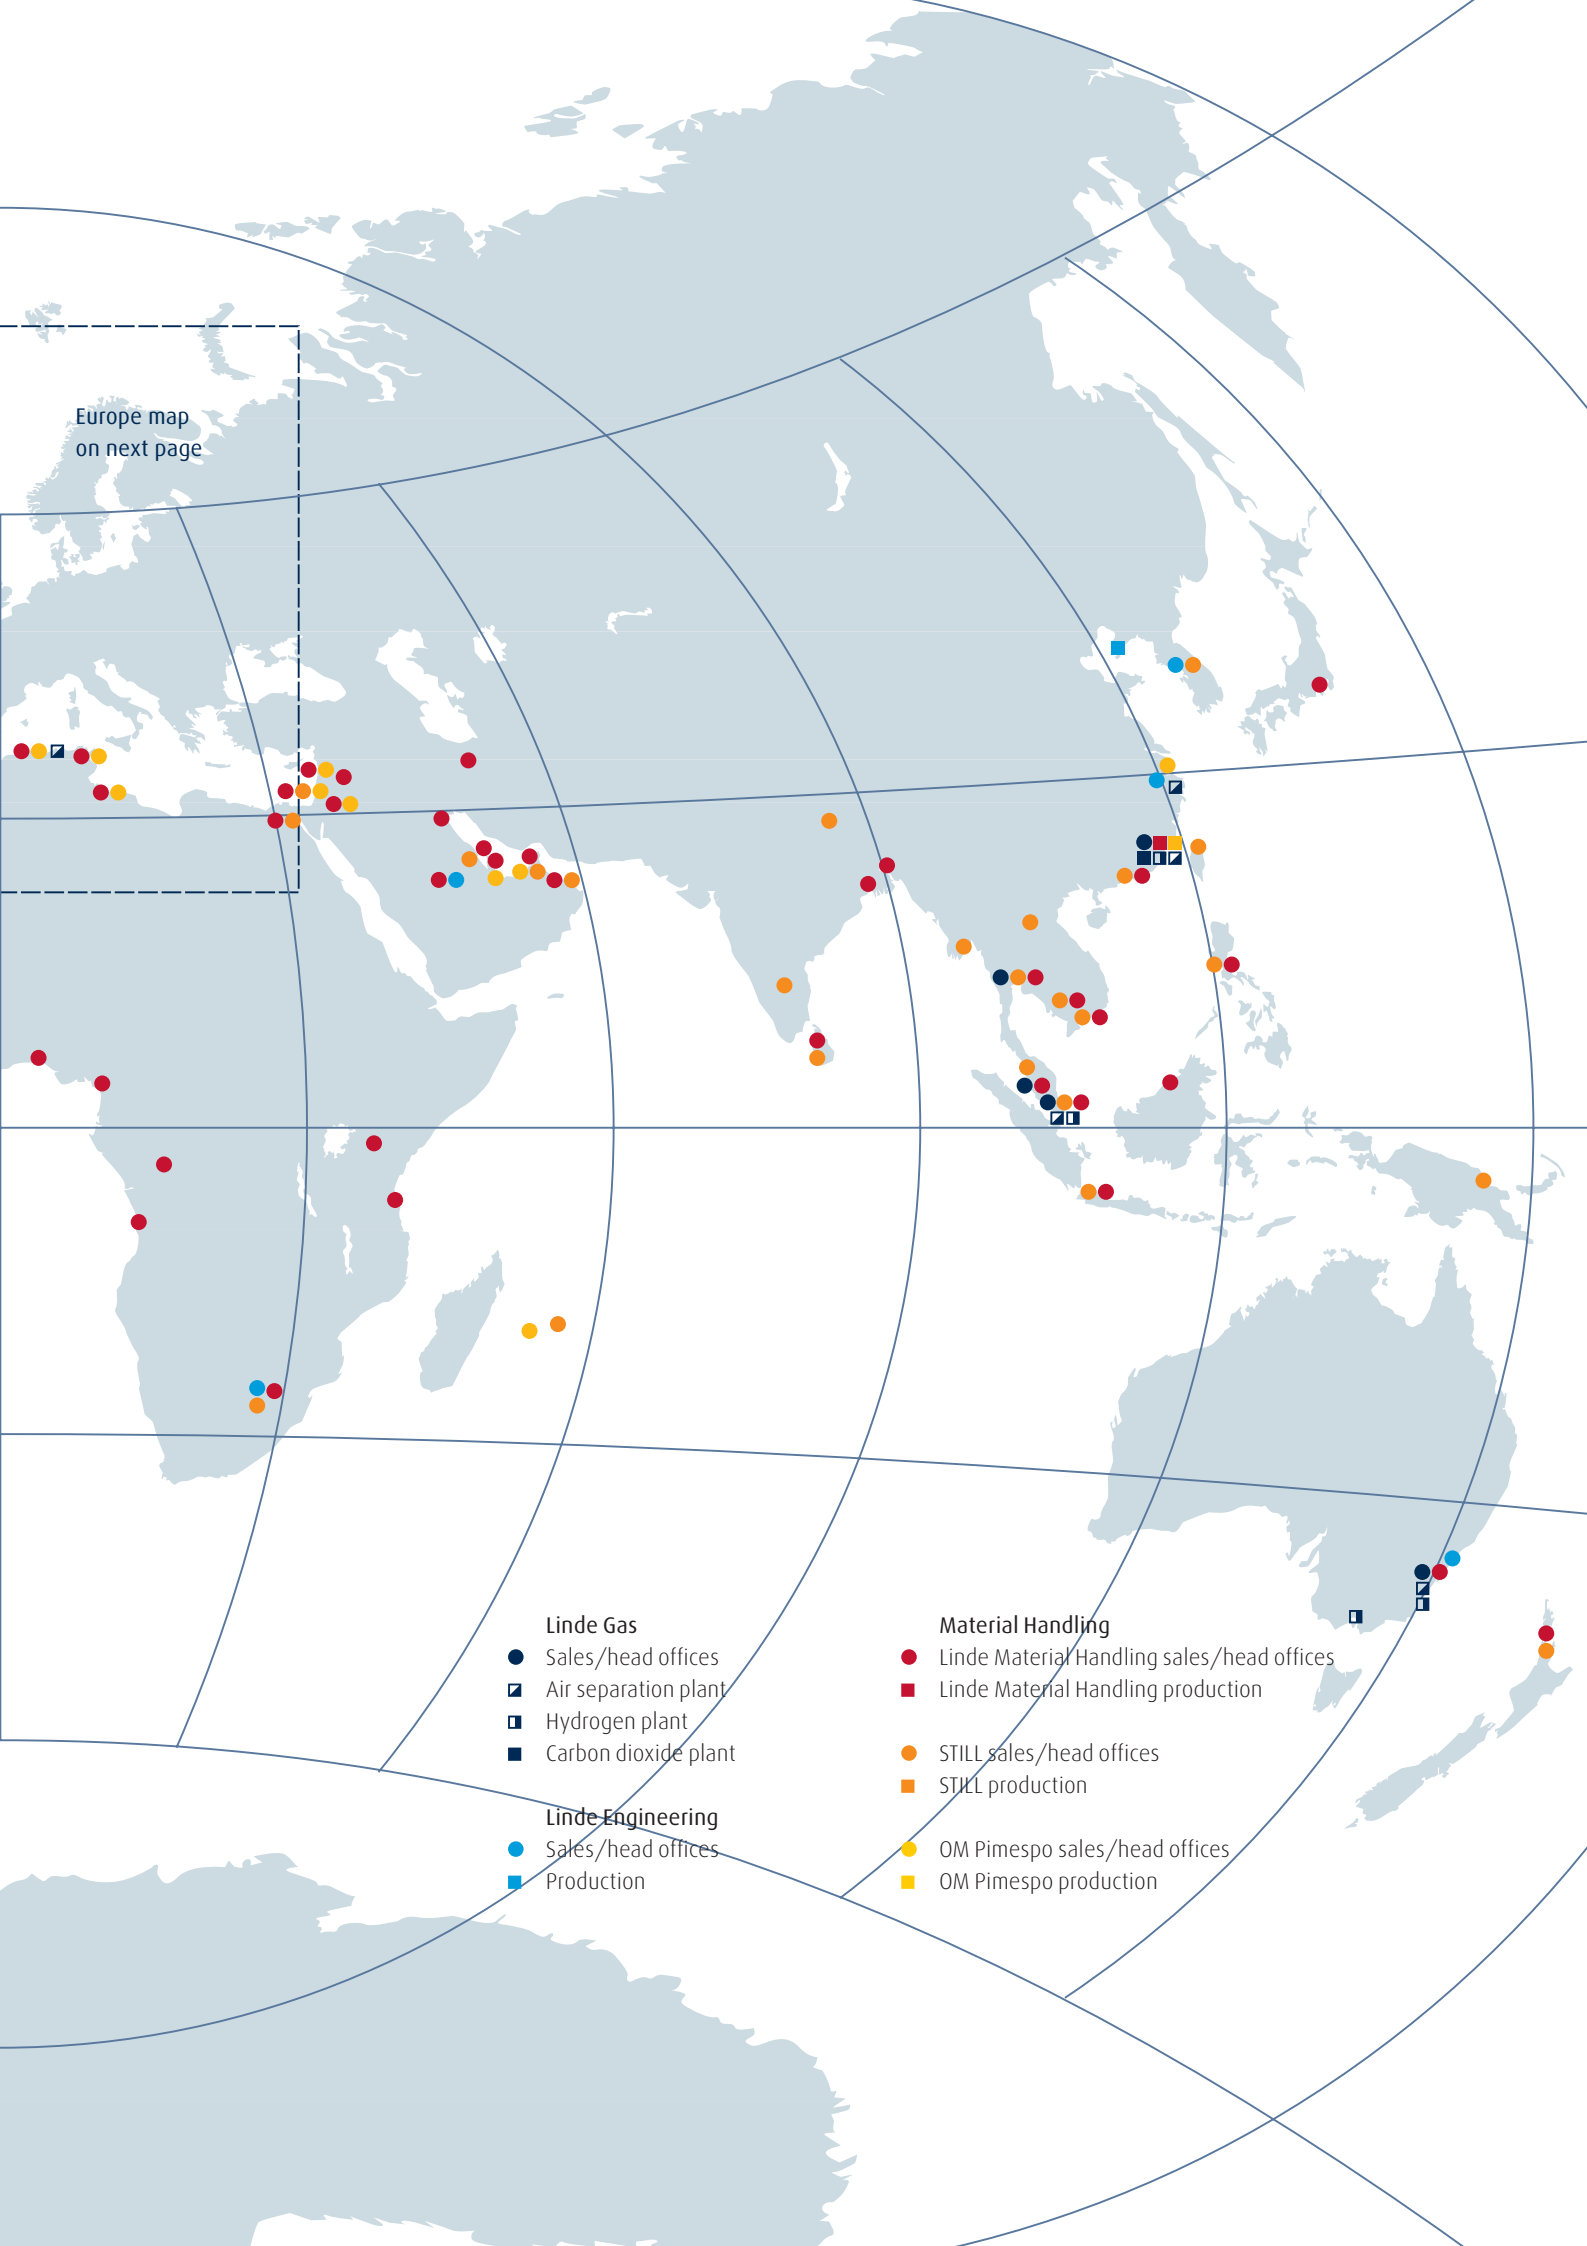 Europe map
on next page
Linde Gas
Sales/head offices
Air separation plant
Hydrogen plant
Carbon dioxide plant
Linde Engineering
Sales/head offices
Production
Material Handling
Linde Material Handling sales/head offices
Linde Material Handling production
STILL sales/head offices
STILL production
OM Pimespo sales/head offices
OM Pimespo production